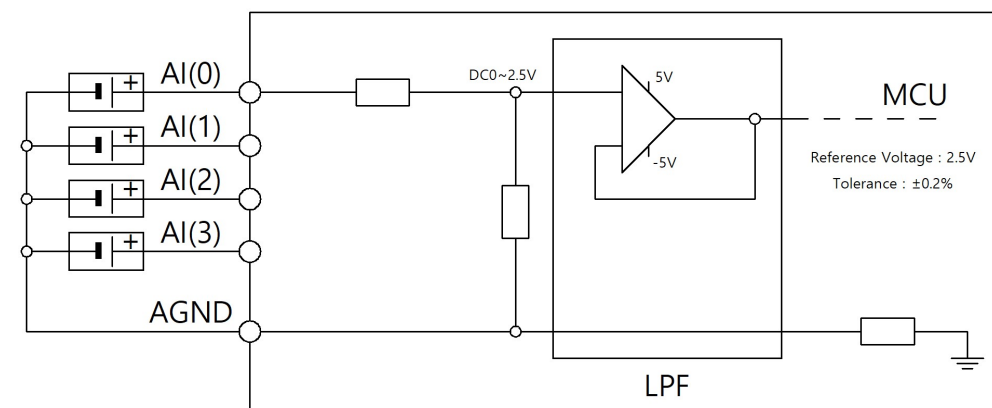 AI(0)
+
AI(1)
+
AI(2)
+
AI(3)
+
AGND
DC0~2.5V
5V
-5V
LPF
MCU
Reference Voltage : 2.5V
Tolerance : ±0.2%